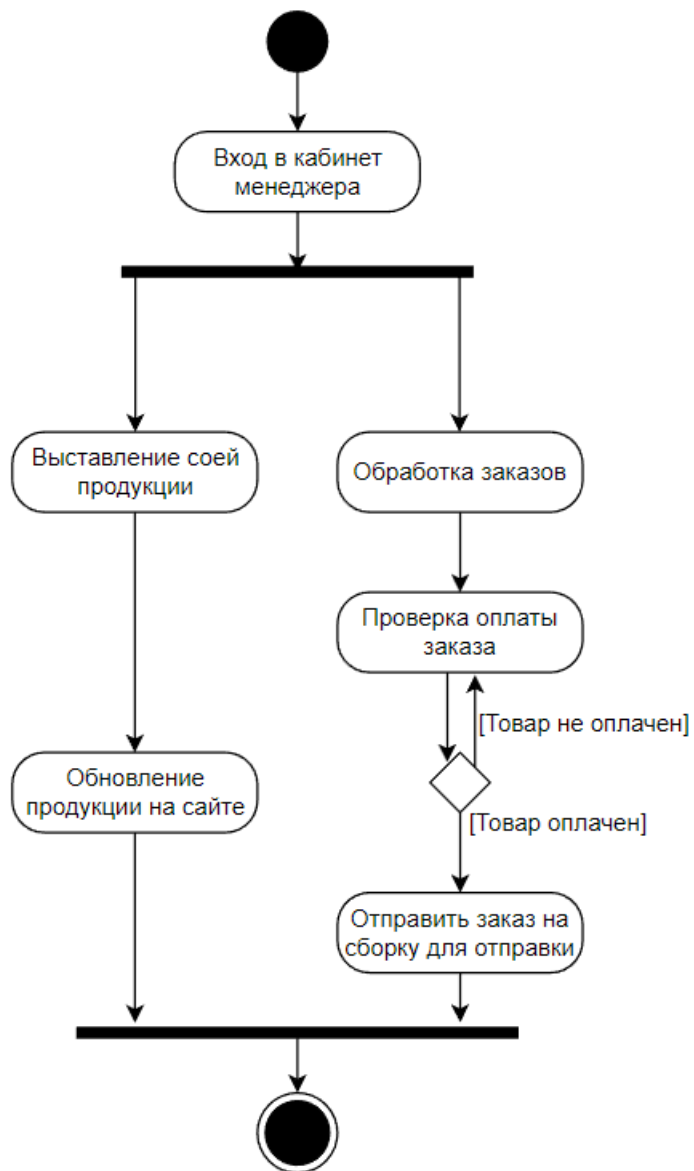 Вход в кабинет
менеджера
Выставление соей
продукции
Обработка заказов
Проверка оплаты
заказа
[Товар не оплачен]
Обновление
продукции на сайте
[Товар оплачен]
Отправить заказ на
сборку для отправки